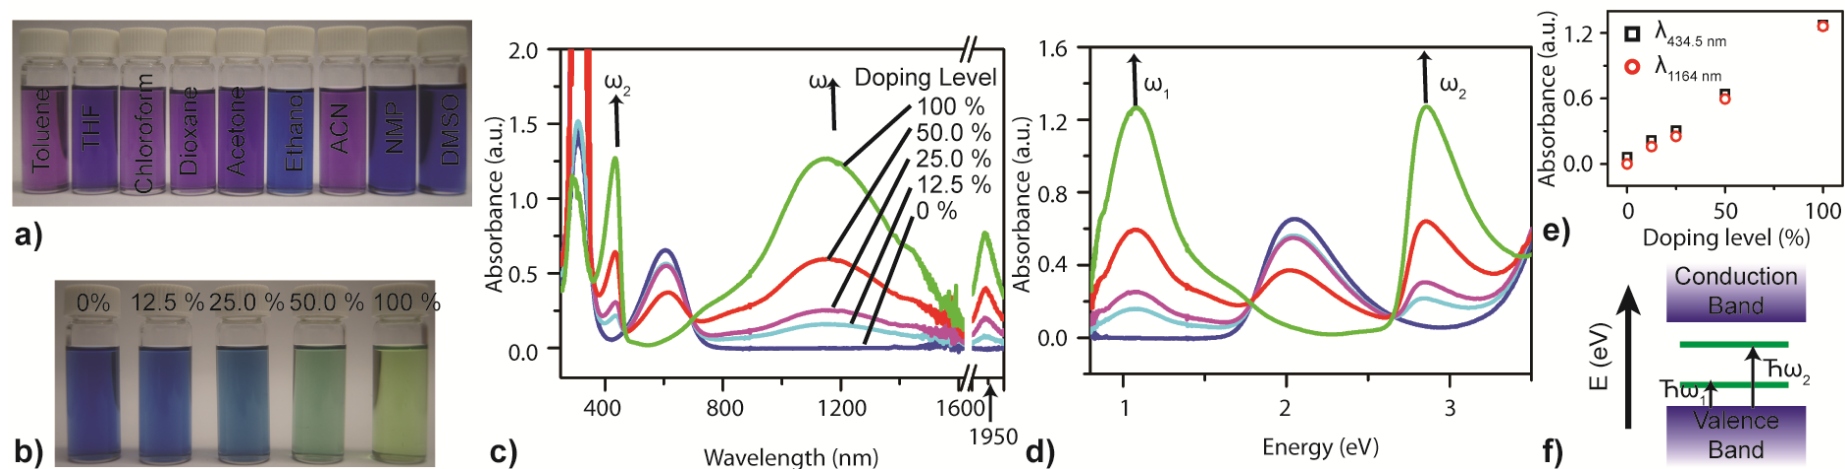 Toluene
THF
Chloroform
Dioxane
Acetone
Ethanol
ACN
NMP
DMSO
a)
0%
12.5 %
25.0 %
50.0 %
100 %
b)
Absorbance (a.u.)
2.0
1.5
1.0
0.5
0.0
ω2
ω
Doping Level
100 %
50.0 %
25.0 %
12.5 %
0 %
400
800
1200
1600
1950
Wavelength (nm)
c)
Absorbance (a.u.)
1.6
1.2
0.8
0.4
0.0
ω1
ω2
1
2
3
Energy (eV)
d)
Absorbance (a.u.)
1.2
0.6
0.0
λ434.5 nm
λ1164 nm
0
50
100
Doping level (%)
e)
E (eV)
Conduction
Band
ħω2
ħω1
Valence
Band
f)